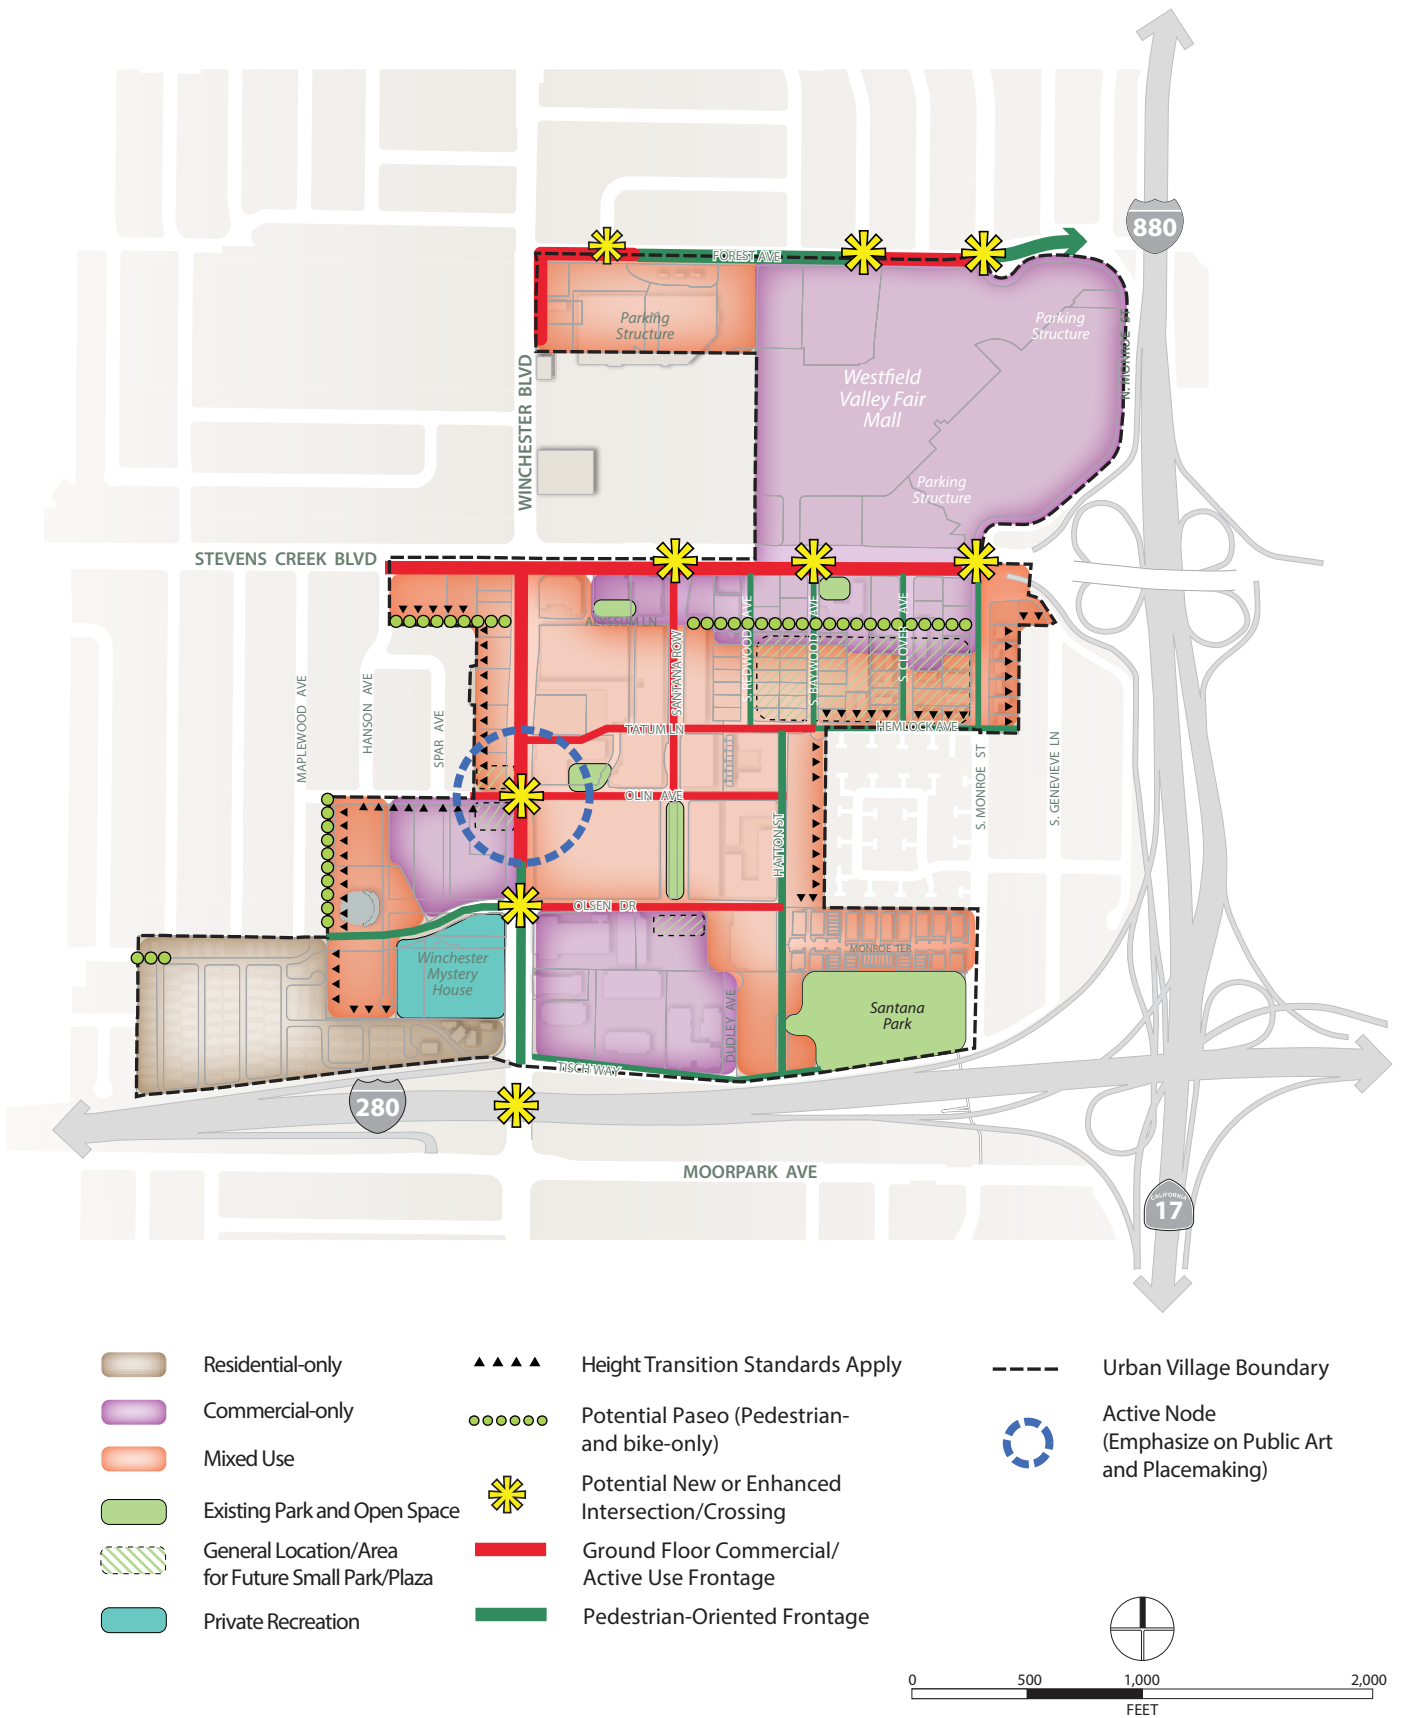 880
FOREST AVE
Parking
Structure
Parking
Structure
N. MONROE ST
Westfield
Valley Fair
Mall
WINCHESTER BLVD
Parking
Structure
STEVENS CREEK BLVD
ALYSSUM LN
SANTANA ROW
S. REDWOOD AVE
S. BAYWOOD AVE
S. CLOVER AVE
MAPLEWOOD AVE
HANSON AVE
SPAR AVE
TATUM LN
HEMLOCK AVE
S. MONROE ST
S. GENEVIEVE LN
OLIN AVE
HATTON ST
OLSEN DR
MONROE TER
Winchester
Mystery
House
DUDLEY AVE
Santana
Park
TISCH WAY
280
MOORPARK AVE
CALIFORNIA
17
Residential-only
Commercial-only
Mixed Use
Existing Park and Open Space
General Location/Area
for Future Small Park/Plaza
Private Recreation
Height Transition Standards Apply
Potential Paseo (Pedestrian-
and bike-only)
Potential New or Enhanced
Intersection/Crossing
Ground Floor Commercial/
Active Use Frontage
Pedestrian-Oriented Frontage
Urban Village Boundary
Active Node
(Emphasize on Public Art
and Placemaking)
0 500 1,000 2,000
FEET